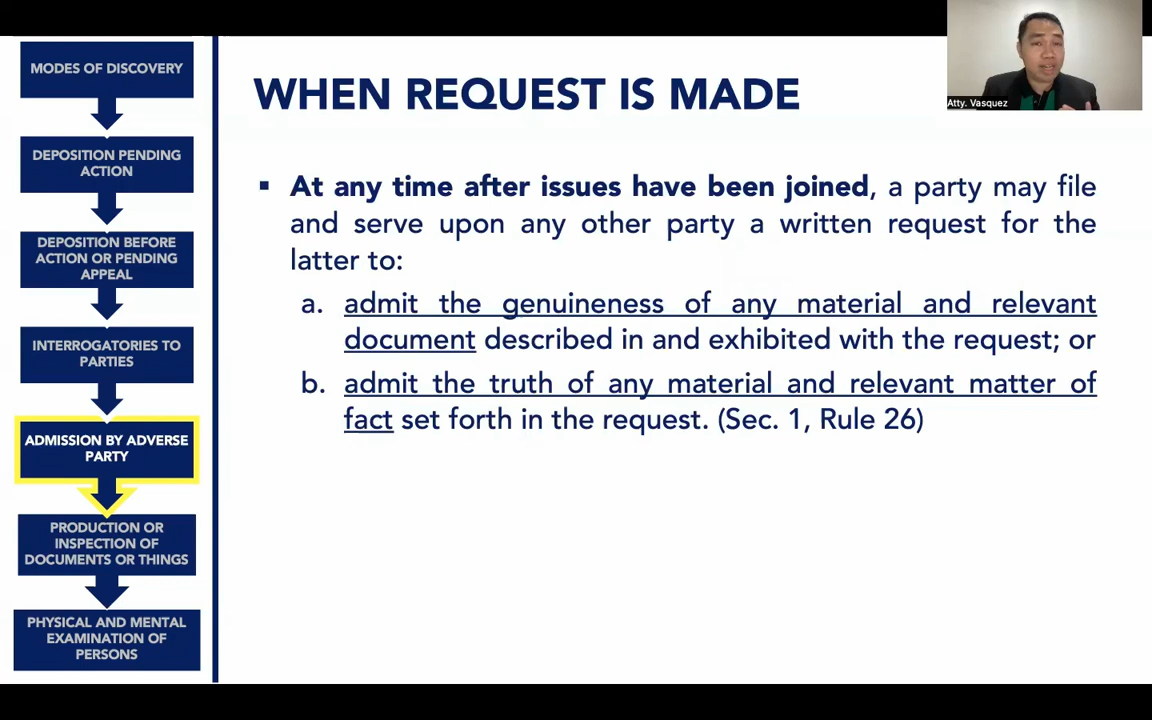 MODES OF DISCOVERY
DEPOSITION PENDING
ACTION
DEPOSITION BEFORE
ACTION OR PENDING
APPEAL
INTERROGATORIES TO
PARTIES
ADMISSION BY ADVERSE
PARTY
PRODUCTION OR
INSPECTION OF
DOCUMENTS OR THINGS
PHYSICAL AND MENTAL
EXAMINATION OF
PERSONS
WHEN REQUEST IS MADE
▪ At any time after issues have been joined, a party may file
and serve upon any other party a written request for the
latter to:
a. admit the genuineness of any material and relevant
document described in and exhibited with the request; or
b. admit the truth of any material and relevant matter of
fact set forth in the request. (Sec. 1, Rule 26)
Atty. Vasquez